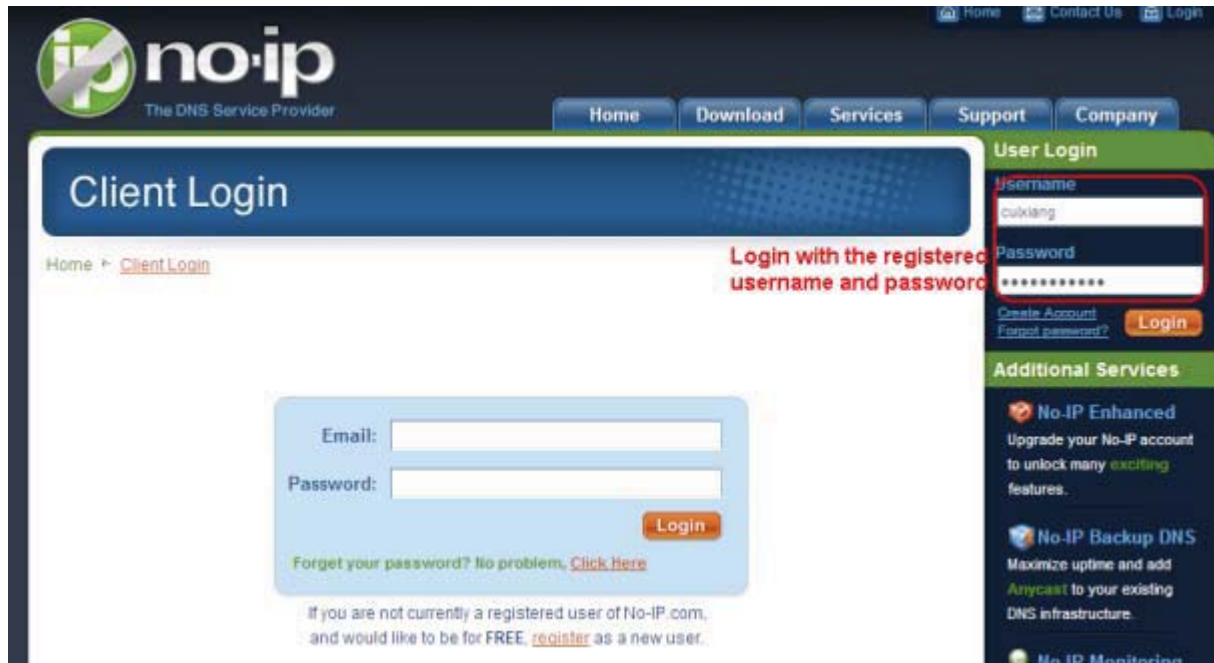 Home Contact Us Login
ip no·ip
The DNS Service Provider
Home Download Services Support Company
Client Login
Home Client Login
Login with the registered
username and password
User Login
Username
cuixiang
Password
•••••••••••
Create Account
Forgot password?
Login
Additional Services
No-IP Enhanced
Upgrade your No-IP account
to unlock many exciting
features.
No-IP Backup DNS
Maximize uptime and add
Anycast to your existing
DNS infrastructure.
No-IP Monitoring
Email:
Password:
Login
Forget your password? No problem, Click Here
If you are not currently a registered user of No-IP.com,
and would like to be for FREE, register as a new user.